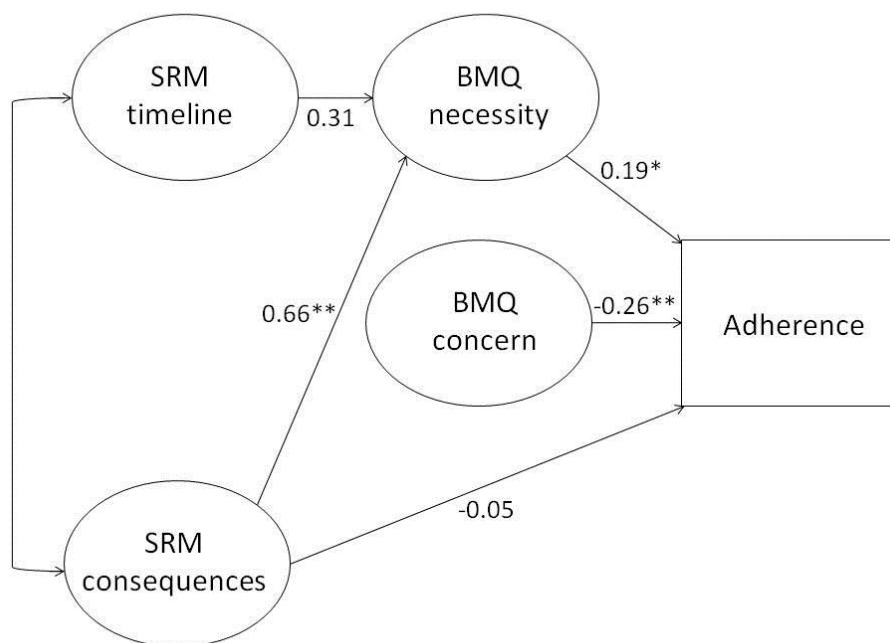 SRM
timeline
0.31
BMQ
necessity
0.19*
0.66**
BMQ
concern
-0.26**
Adherence
-0.05
SRM
consequences